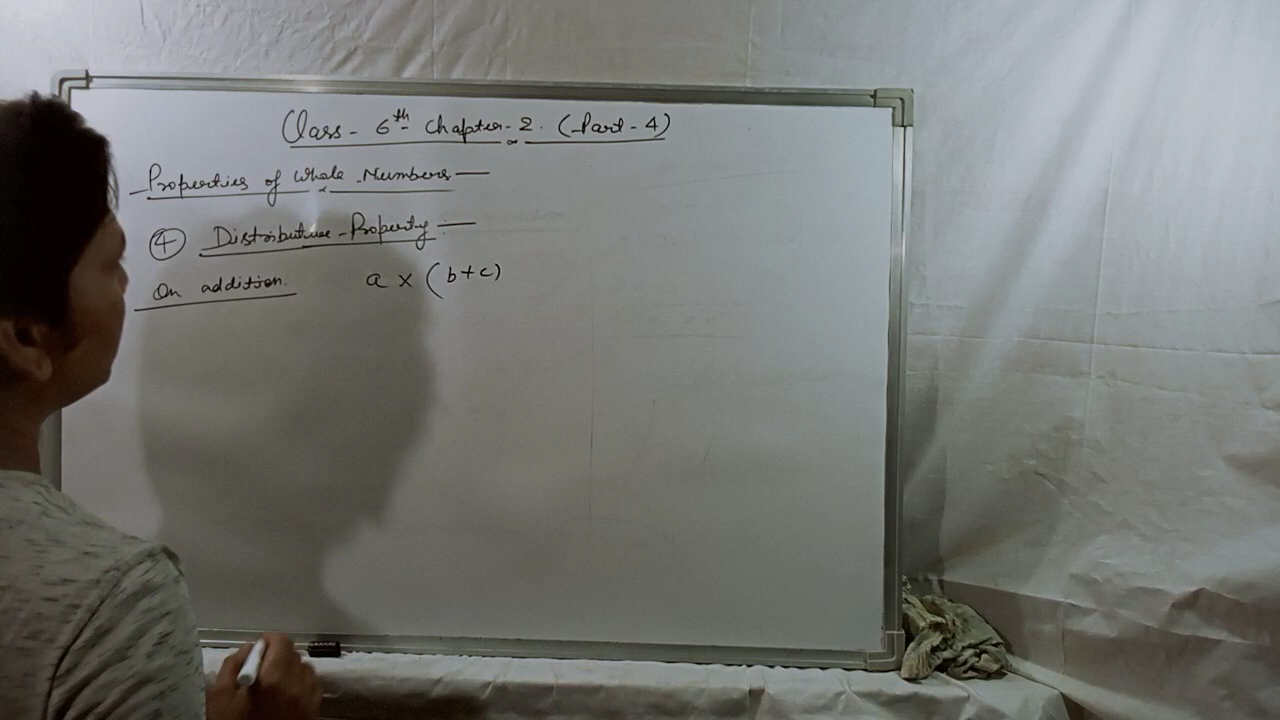 Class - 6th Chapter - 2. (Part - 4)
Properties of Whole Numbers —
④ Distributive Property : —
On addition. a × (b+c)